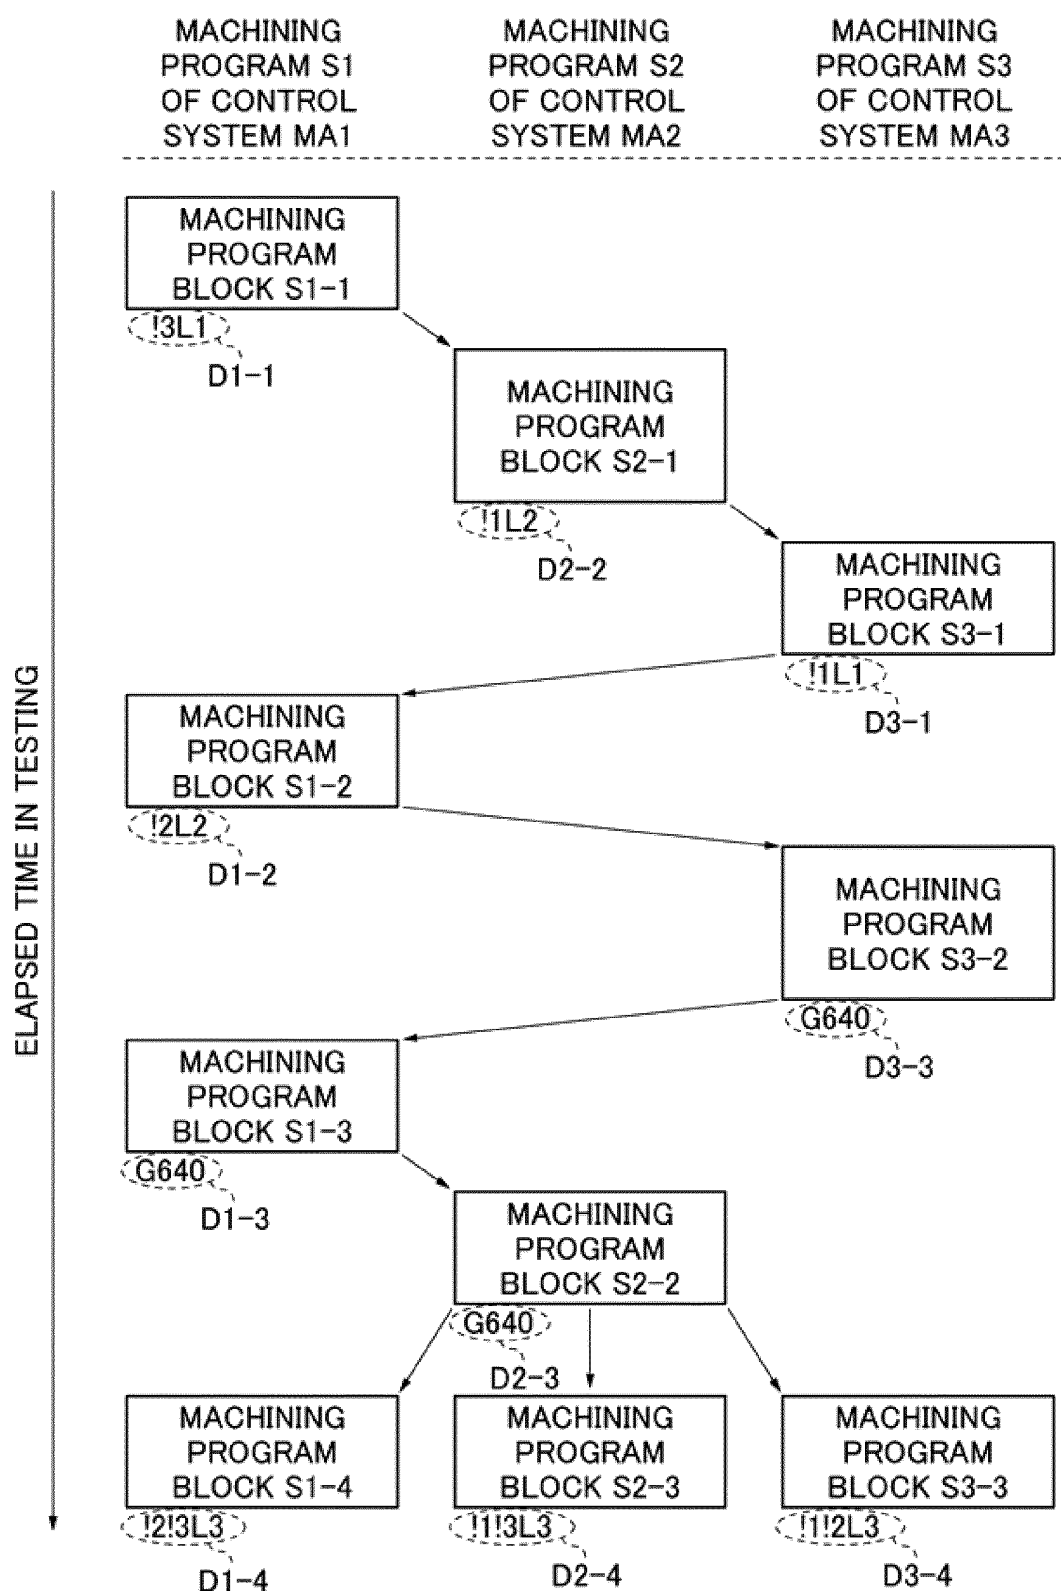 MACHINING
PROGRAM S1
OF CONTROL
SYSTEM MA1
MACHINING
PROGRAM S2
OF CONTROL
SYSTEM MA2
MACHINING
PROGRAM S3
OF CONTROL
SYSTEM MA3
ELAPSED TIME IN TESTING
MACHINING
PROGRAM
BLOCK S1-1
!3L1
D1-1
MACHINING
PROGRAM
BLOCK S2-1
!1L2
D2-2
MACHINING
PROGRAM
BLOCK S3-1
!1L1
D3-1
MACHINING
PROGRAM
BLOCK S1-2
!2L2
D1-2
MACHINING
PROGRAM
BLOCK S3-2
G640
D3-3
MACHINING
PROGRAM
BLOCK S1-3
G640
D1-3
MACHINING
PROGRAM
BLOCK S2-2
G640
D2-3
MACHINING
PROGRAM
BLOCK S1-4
!2!3L3
D1-4
MACHINING
PROGRAM
BLOCK S2-3
!1!3L3
D2-4
MACHINING
PROGRAM
BLOCK S3-3
!1!2L3
D3-4